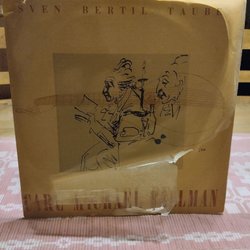 SVEN BERTIL TAUBE
CARL MICHAEL BELLMAN